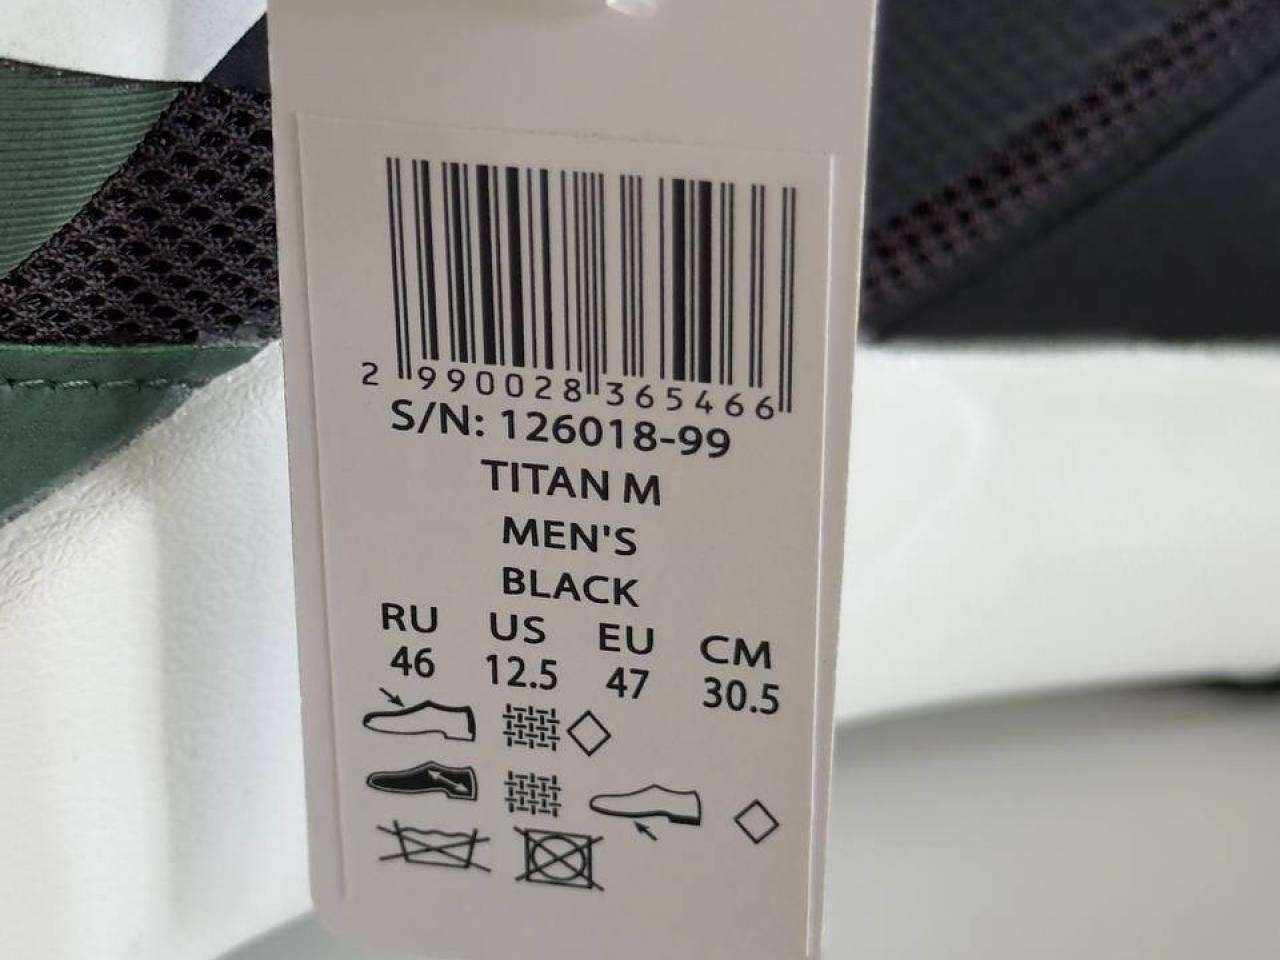 2 990028 365466
S/N: 126018-99
TITAN M
MEN'S
BLACK
RU US EU CM
46 12.5 47 30.5